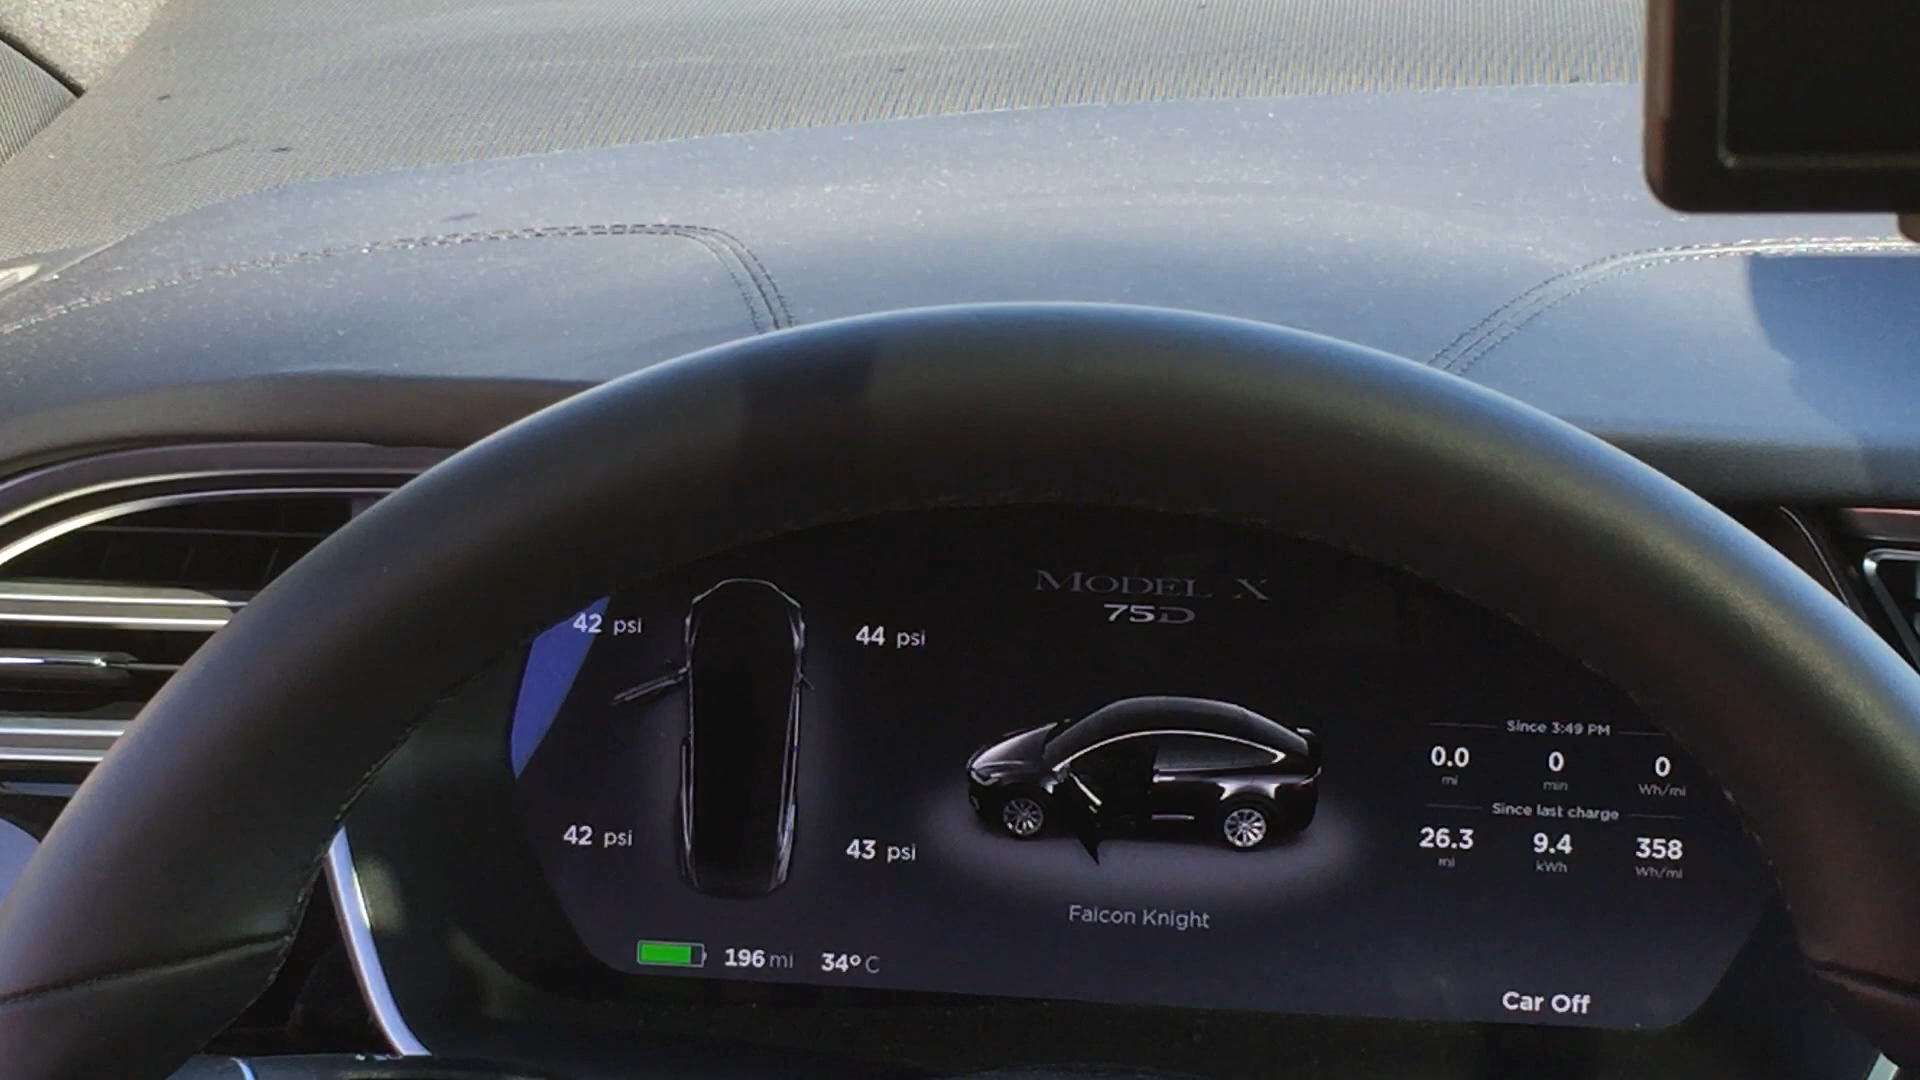 MODEL X
75D
42 psi
44 psi
42 psi
43 psi
Since 3:49 PM
0.0 0 0
mi min Wh/mi
Since last charge
26.3 9.4 358
mi kWh Wh/mi
Falcon Knight
196 mi 34° C
Car Off